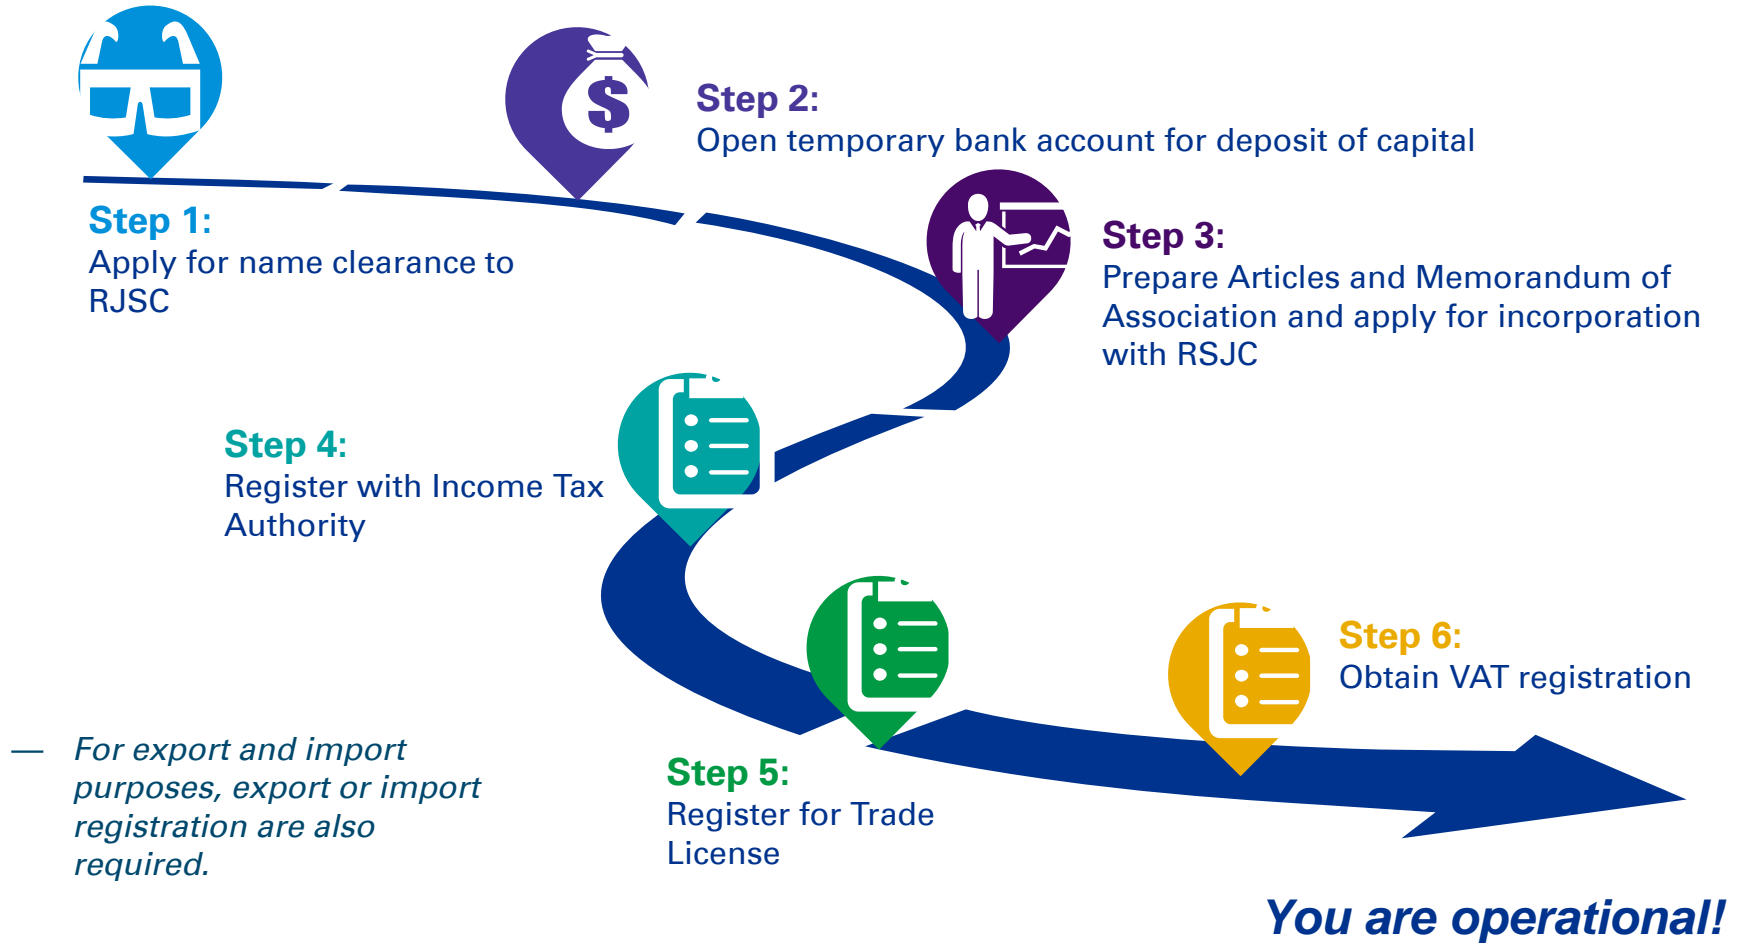 Step 1:
Apply for name clearance to
RJSC
Step 2:
Open temporary bank account for deposit of capital
Step 3:
Prepare Articles and Memorandum of
Association and apply for incorporation
with RSJC
Step 4:
Register with Income Tax
Authority
Step 5:
Register for Trade
License
Step 6:
Obtain VAT registration
— For export and import
purposes, export or import
registration are also
required.
You are operational!
$